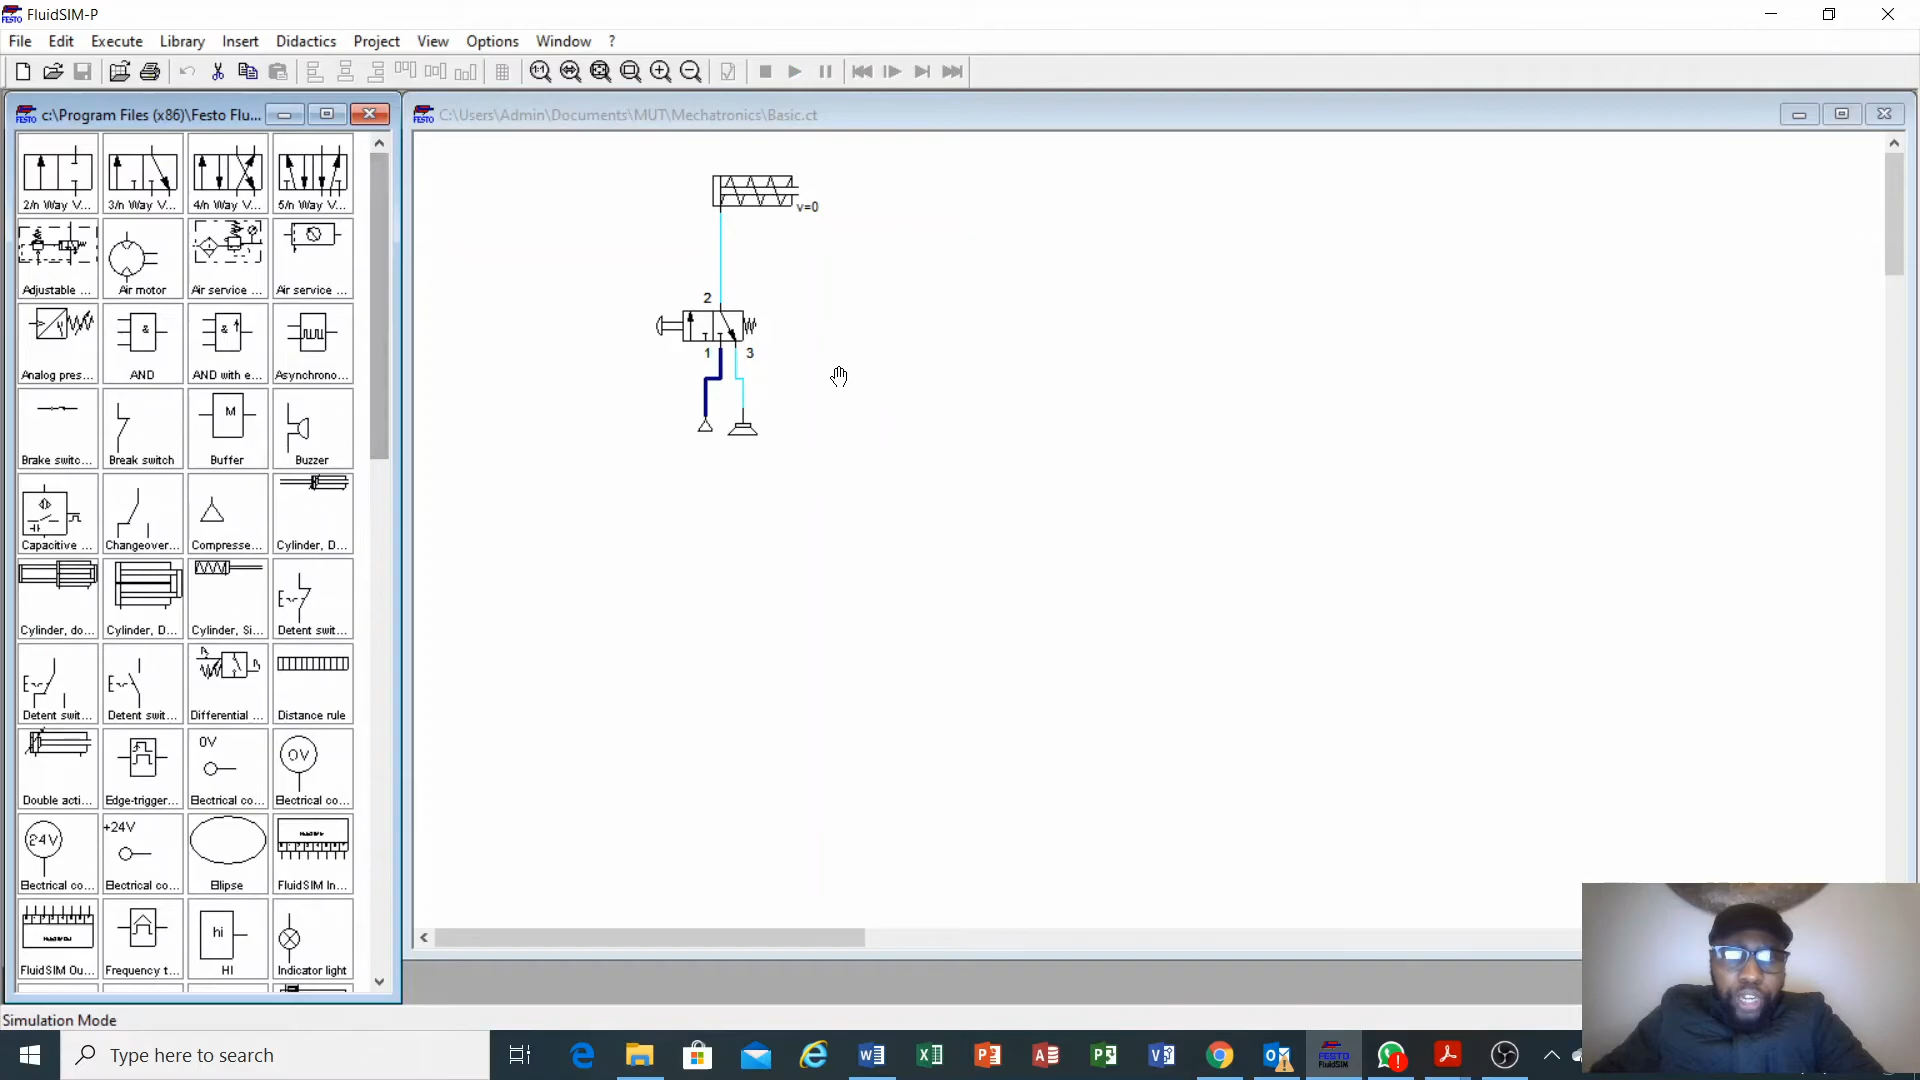 FluidSIM-P
File Edit Execute Library Insert Didactics Project View Options Window ?
c:\Program Files (x86)\Festo Flu...
C:\Users\Admin\Documents\MUT\Mechatronics\Basic.ct
2/n Way V... 3/n Way V... 4/n Way V... 5/n Way V...
Adjustable ... Air motor Air service ... Air service ...
Analog pres... AND AND with e... Asynchrono...
Brake switc... Break switch Buffer Buzzer
Capacitive ... Changeover... Compresse... Cylinder, D...
Cylinder, do... Cylinder, D... Cylinder, Si... Detent swit...
Detent swit... Detent swit... Differential ... Distance rule
Double acti... Edge-trigger... Electrical co... Electrical co...
Electrical co... Electrical co... Ellipse FluidSIM In...
FluidSIM Ou... Frequency t... HI Indicator light
& & M
0V 0V
24V +24V
hi
v=0
2
1 3
Simulation Mode
Type here to search